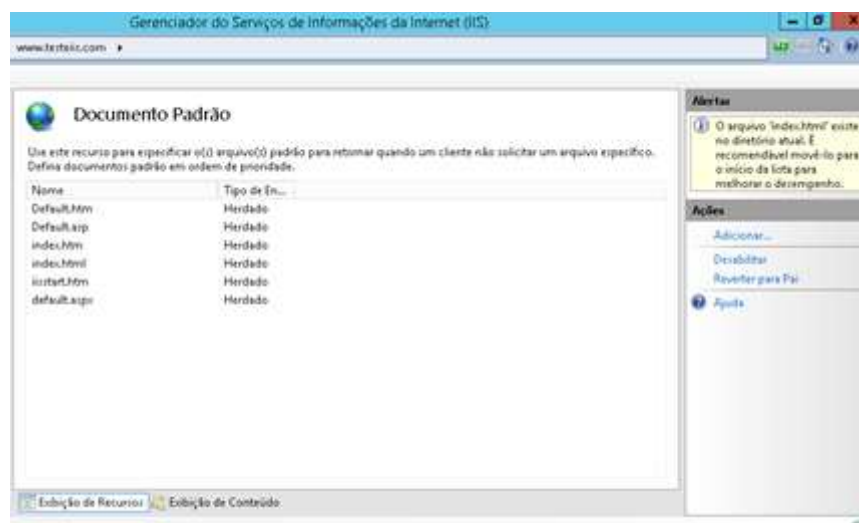 Gerenciador do Serviços de Informações da Internet (IIS)
www.testeiis.com
Documento Padrão
Use este recurso para especificar o(s) arquivo(s) padrão para retornar quando um cliente não solicitar um arquivo específico.
Defina documentos padrão em ordem de prioridade.
Nome Tipo de En...
Default.htm Herdado
Default.asp Herdado
index.htm Herdado
index.html Herdado
iisstart.htm Herdado
default.aspx Herdado
Exibição de Recursos Exibição de Conteúdo
Alertas
O arquivo 'index.html' existe
no diretório atual. É
recomendável movê-lo para
o início da lista para
melhorar o desempenho.
Ações
Adicionar...
Desabilitar
Reverter para Pai
Ajuda